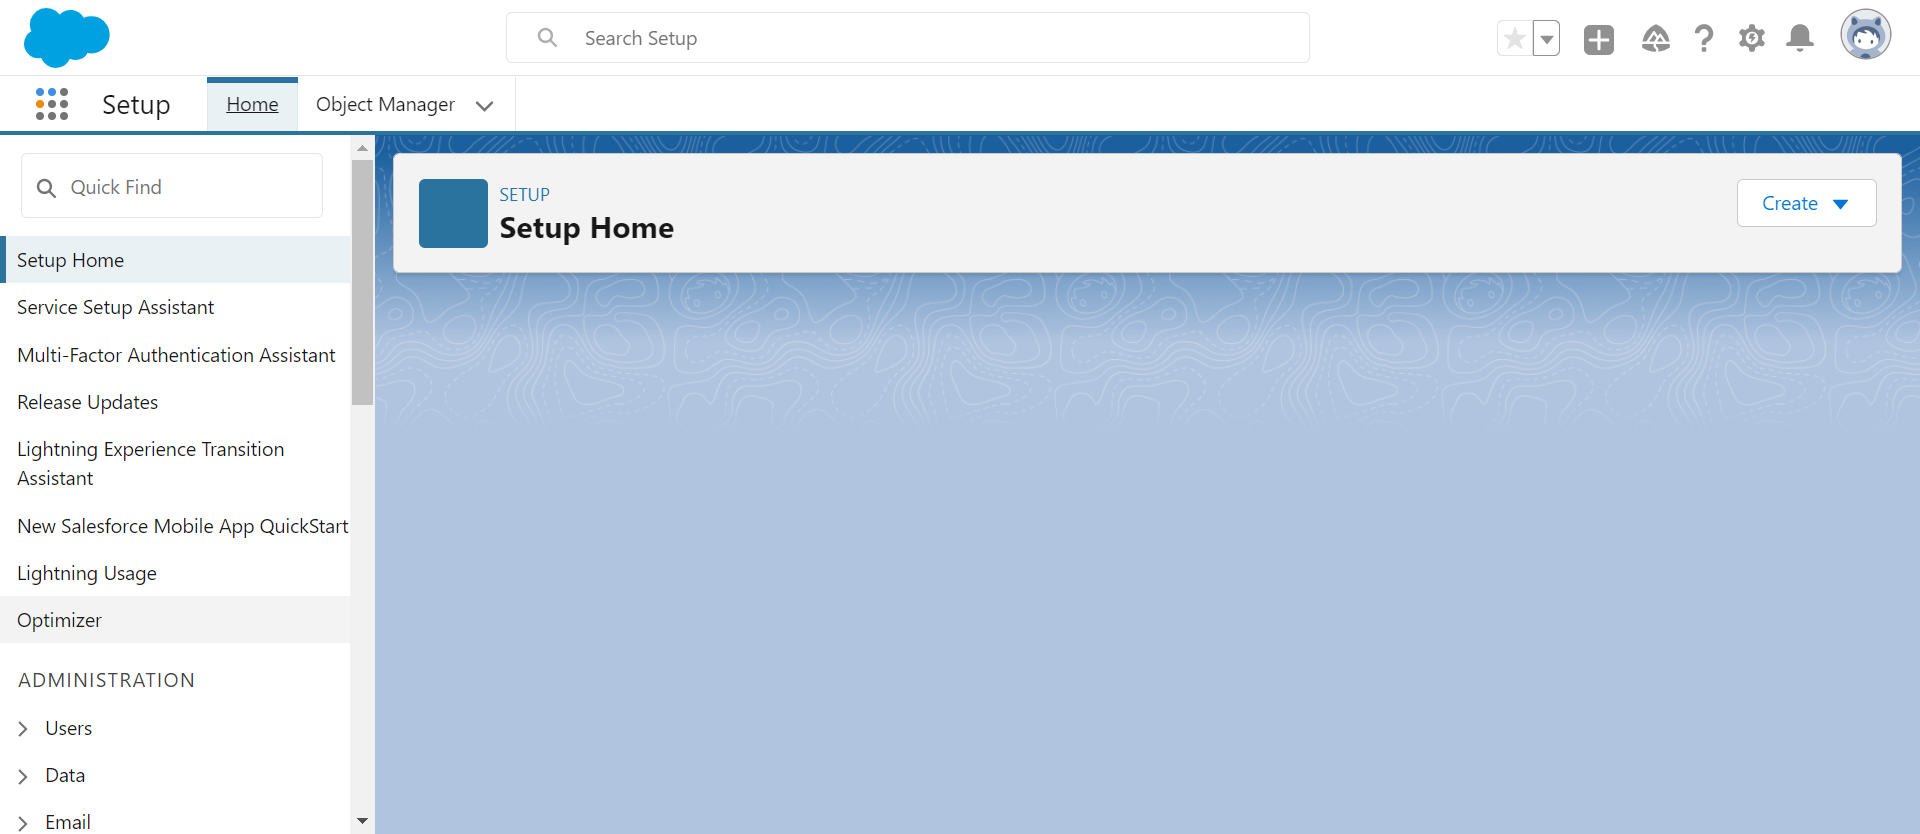 Search Setup
Setup
Home
Object Manager
Quick Find
Setup Home
Service Setup Assistant
Multi-Factor Authentication Assistant
Release Updates
Lightning Experience Transition
Assistant
New Salesforce Mobile App QuickStart
Lightning Usage
Optimizer
ADMINISTRATION
Users
Data
Email
SETUP
Setup Home
Create